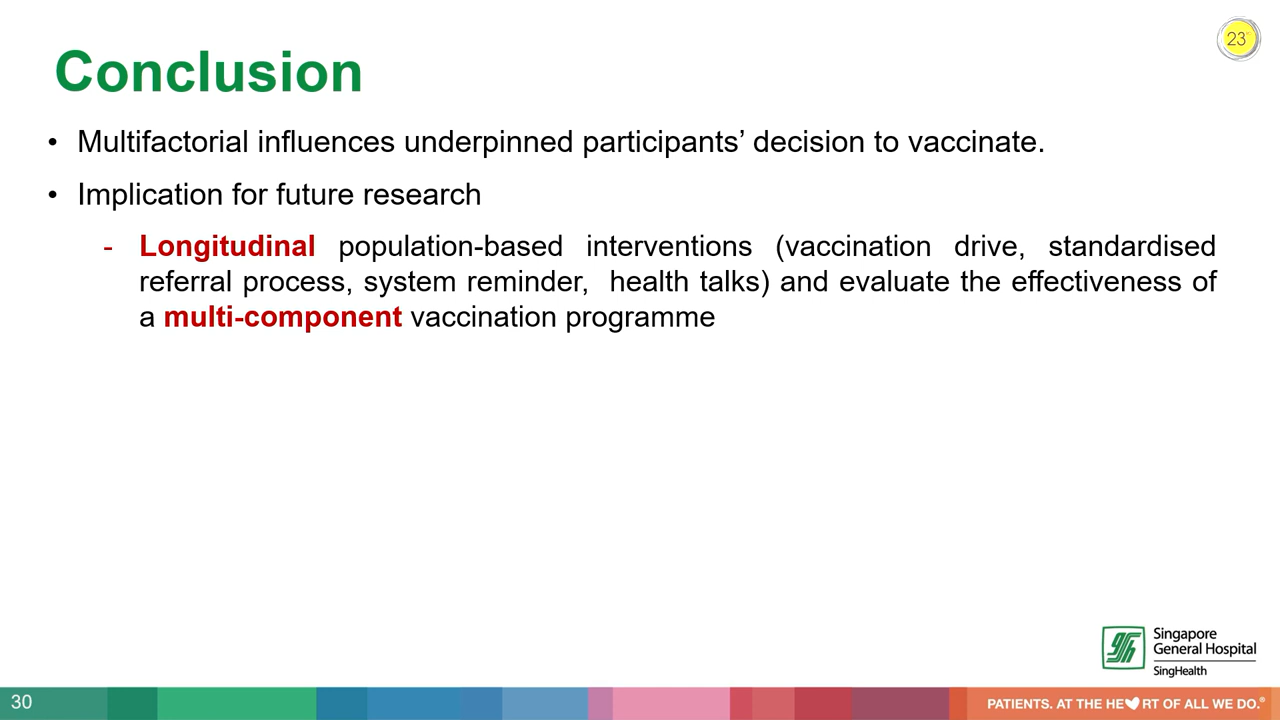 23
Conclusion
• Multifactorial influences underpinned participants’ decision to vaccinate.
• Implication for future research
- Longitudinal population-based interventions (vaccination drive, standardised
referral process, system reminder, health talks) and evaluate the effectiveness of
a multi-component vaccination programme
Singapore
General Hospital
SingHealth
30
PATIENTS. AT THE HE❤RT OF ALL WE DO.®